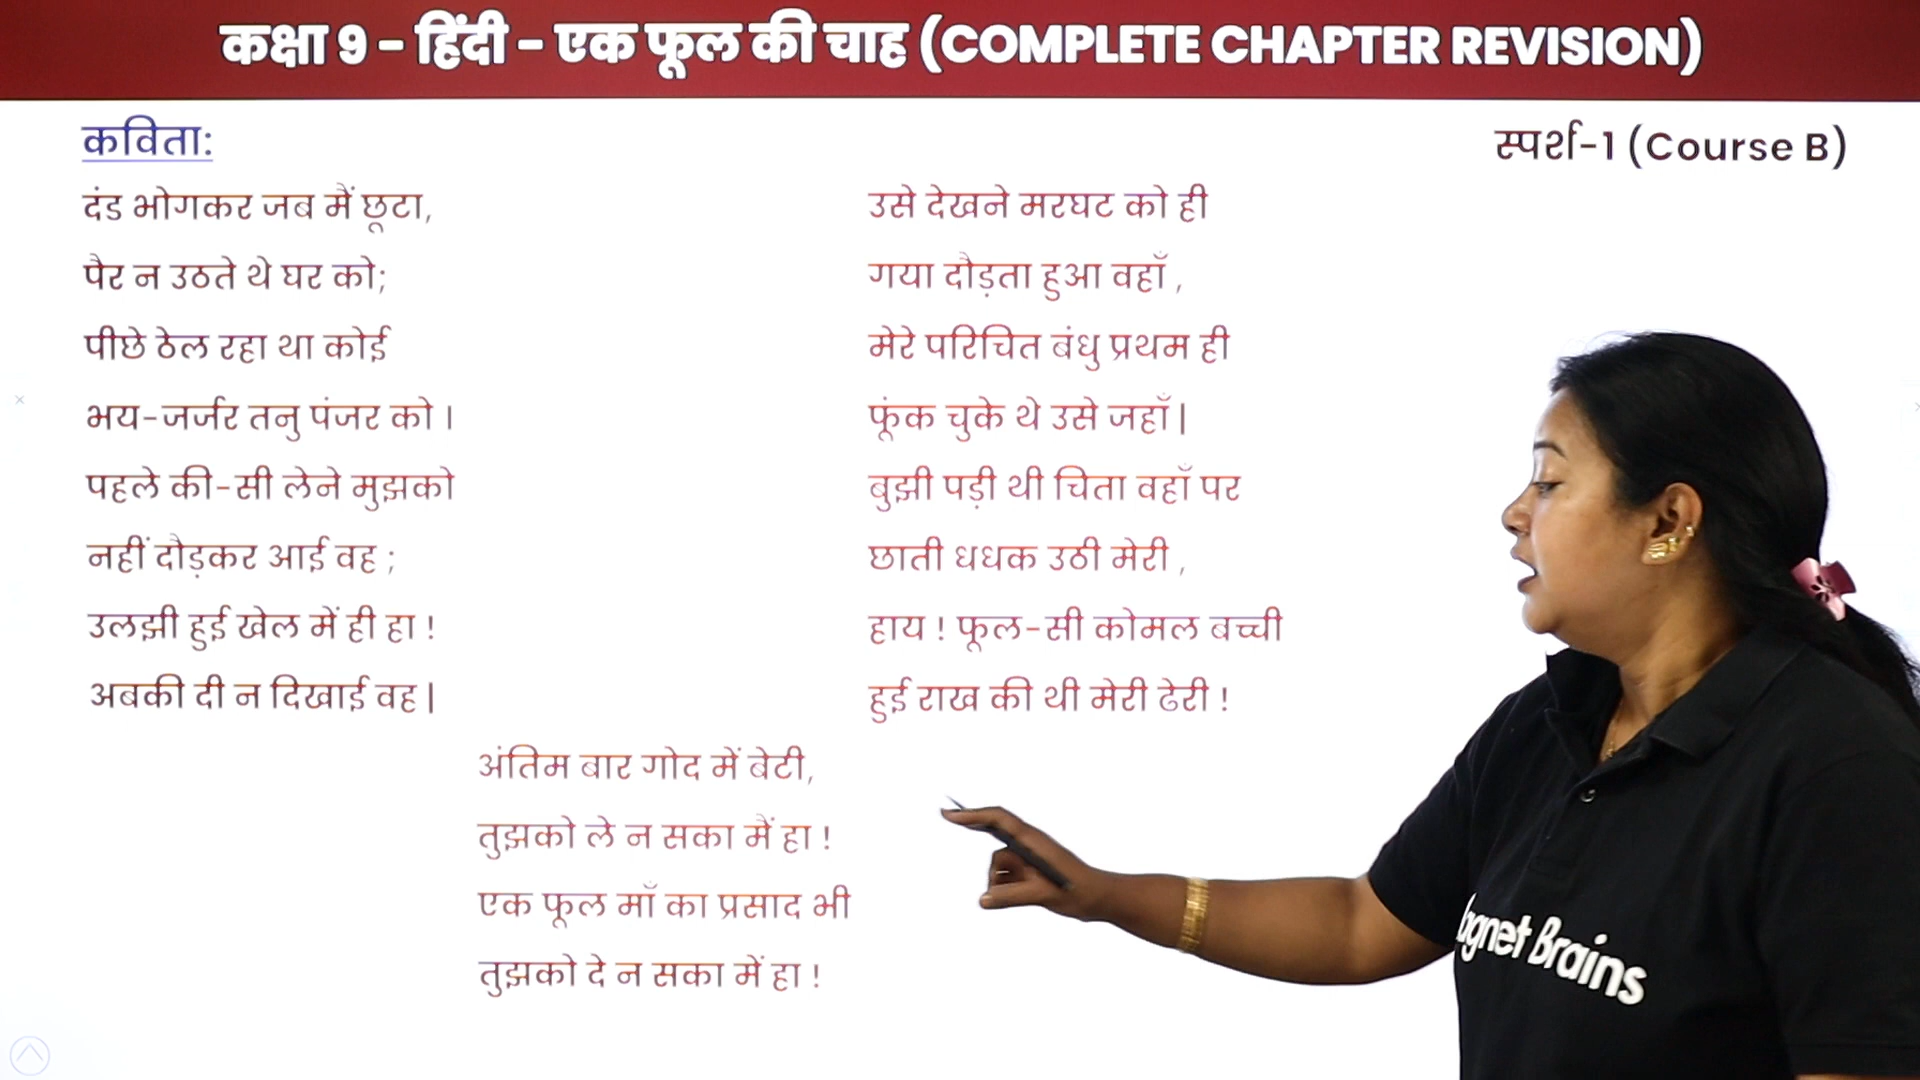 कक्षा 9 - हिंदी - एक फूल की चाह (COMPLETE CHAPTER REVISION)
कविता:
स्पर्श-1 (Course B)
दंड भोगकर जब मैं छूटा,
पैर न उठते थे घर को;
पीछे ठेल रहा था कोई
भय-जर्जर तनु पंजर को ।
पहले की-सी लेने मुझको
नहीं दौड़कर आई वह ;
उलझी हुई खेल में ही हा !
अबकी दी न दिखाई वह|
उसे देखने मरघट को ही
गया दौड़ता हुआ वहाँ ,
मेरे परिचित बंधु प्रथम ही
फूंक चुके थे उसे जहाँ|
बुझी पड़ी थी चिता वहाँ पर
छाती धधक उठी मेरी ,
हाय ! फूल-सी कोमल बच्ची
हुई राख की थी मेरी ढेरी !
अंतिम बार गोद में बेटी,
तुझको ले न सका मैं हा !
एक फूल माँ का प्रसाद भी
तुझको दे न सका में हा !
agnet Brains